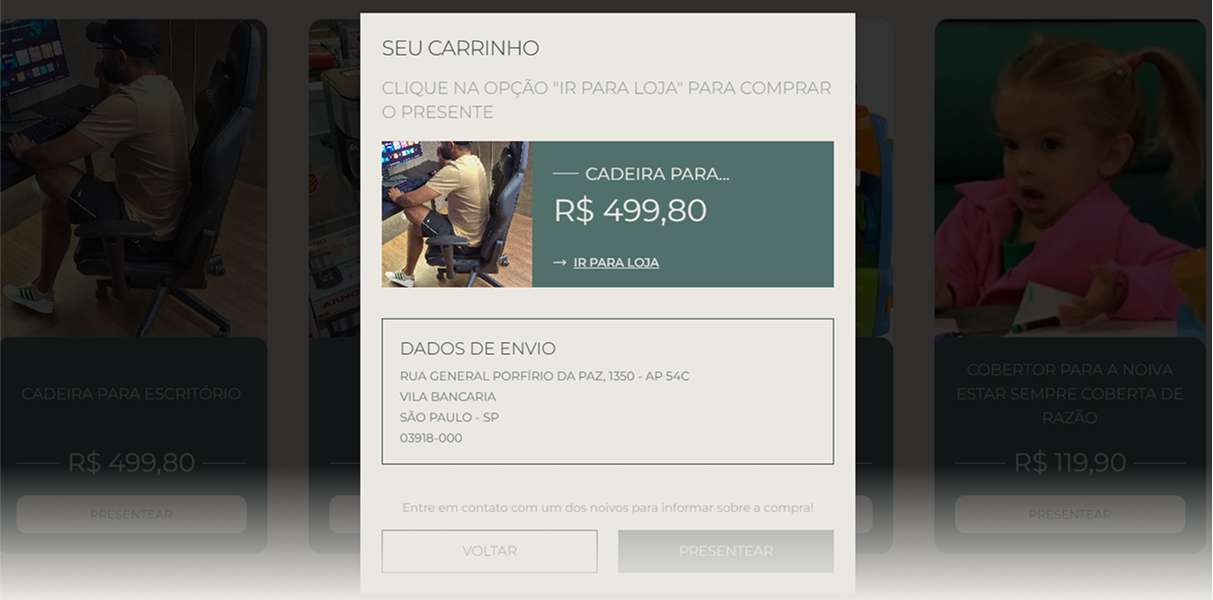 SEU CARRINHO
CLIQUE NA OPÇÃO "IR PARA LOJA" PARA COMPRAR
O PRESENTE
CADEIRA PARA...
R$ 499,80
→ IR PARA LOJA
DADOS DE ENVIO
RUA GENERAL PORFÍRIO DA PAZ, 1350 - AP 54C
VILA BANCARIA
SÃO PAULO - SP
03918-000
Entre em contato com um dos noivos para informar sobre a compra!
VOLTAR
PRESENTEAR
CADEIRA PARA ESCRITÓRIO
R$ 499,80
PRESENTEAR
ARNO
COBERTOR PARA A NOIVA
ESTAR SEMPRE COBERTA DE
RAZÃO
R$ 119,90
PRESENTEAR